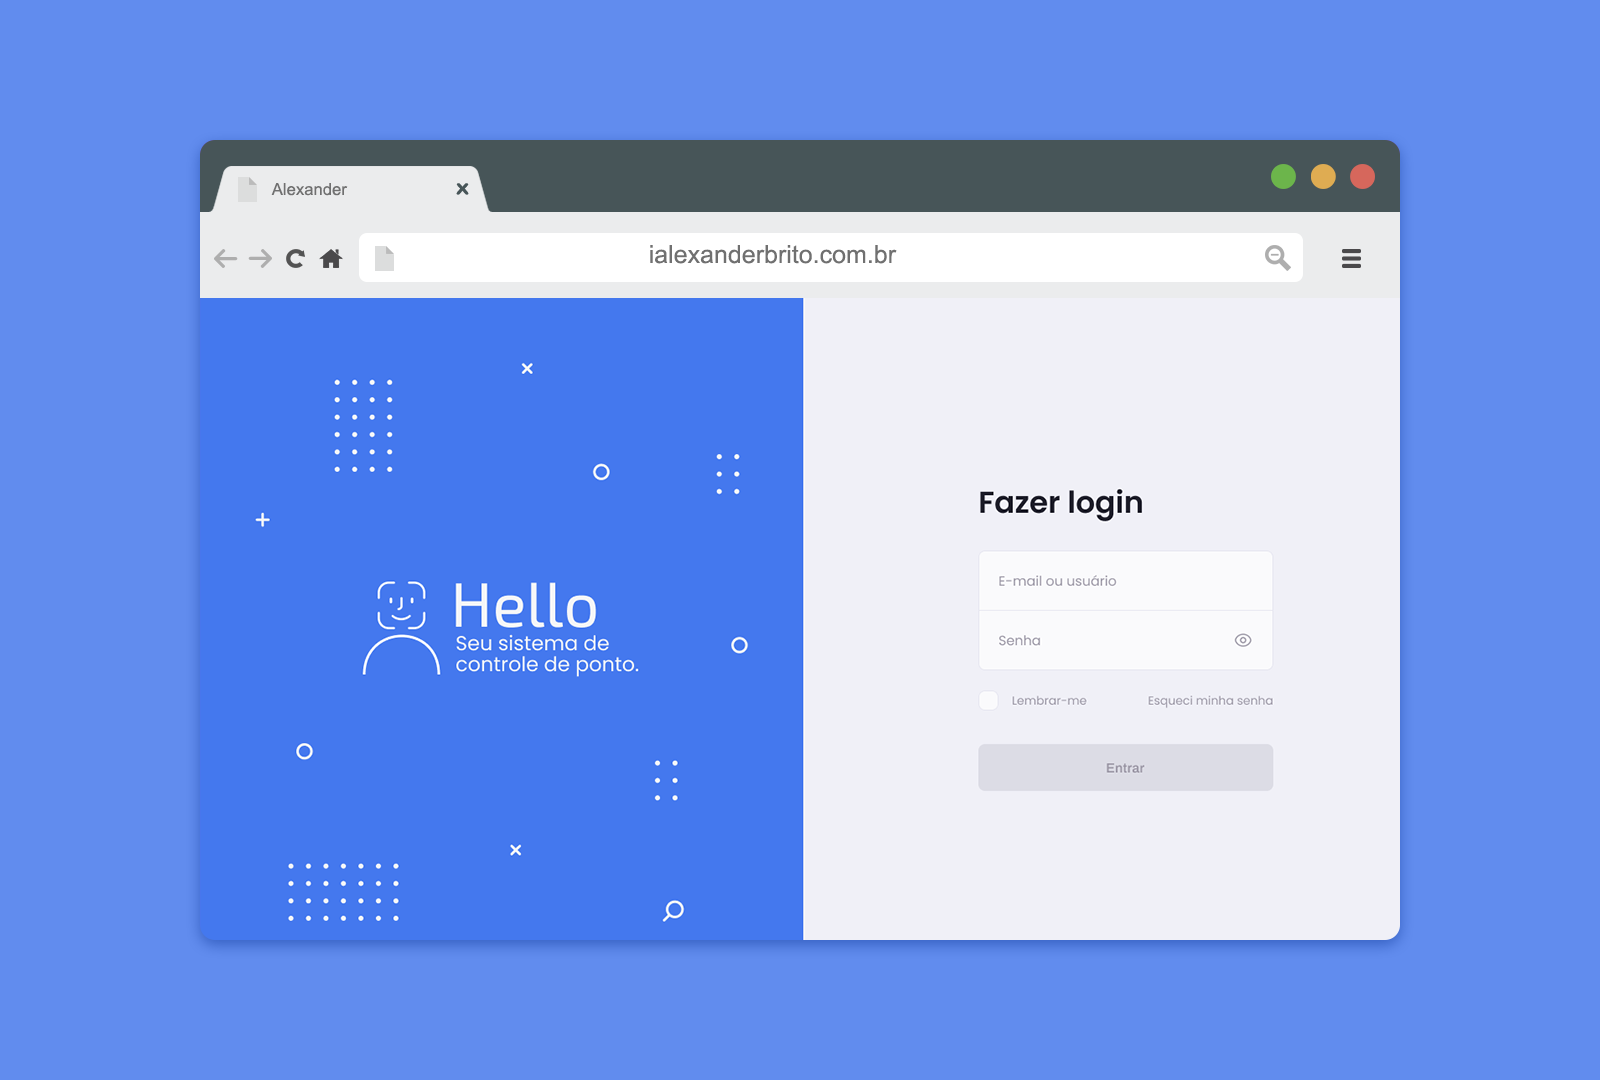 Alexander
ialexanderbrito.com.br
Hello
Seu sistema de
controle de ponto.
Fazer login
E-mail ou usuário
Senha
Lembrar-me
Esqueci minha senha
Entrar